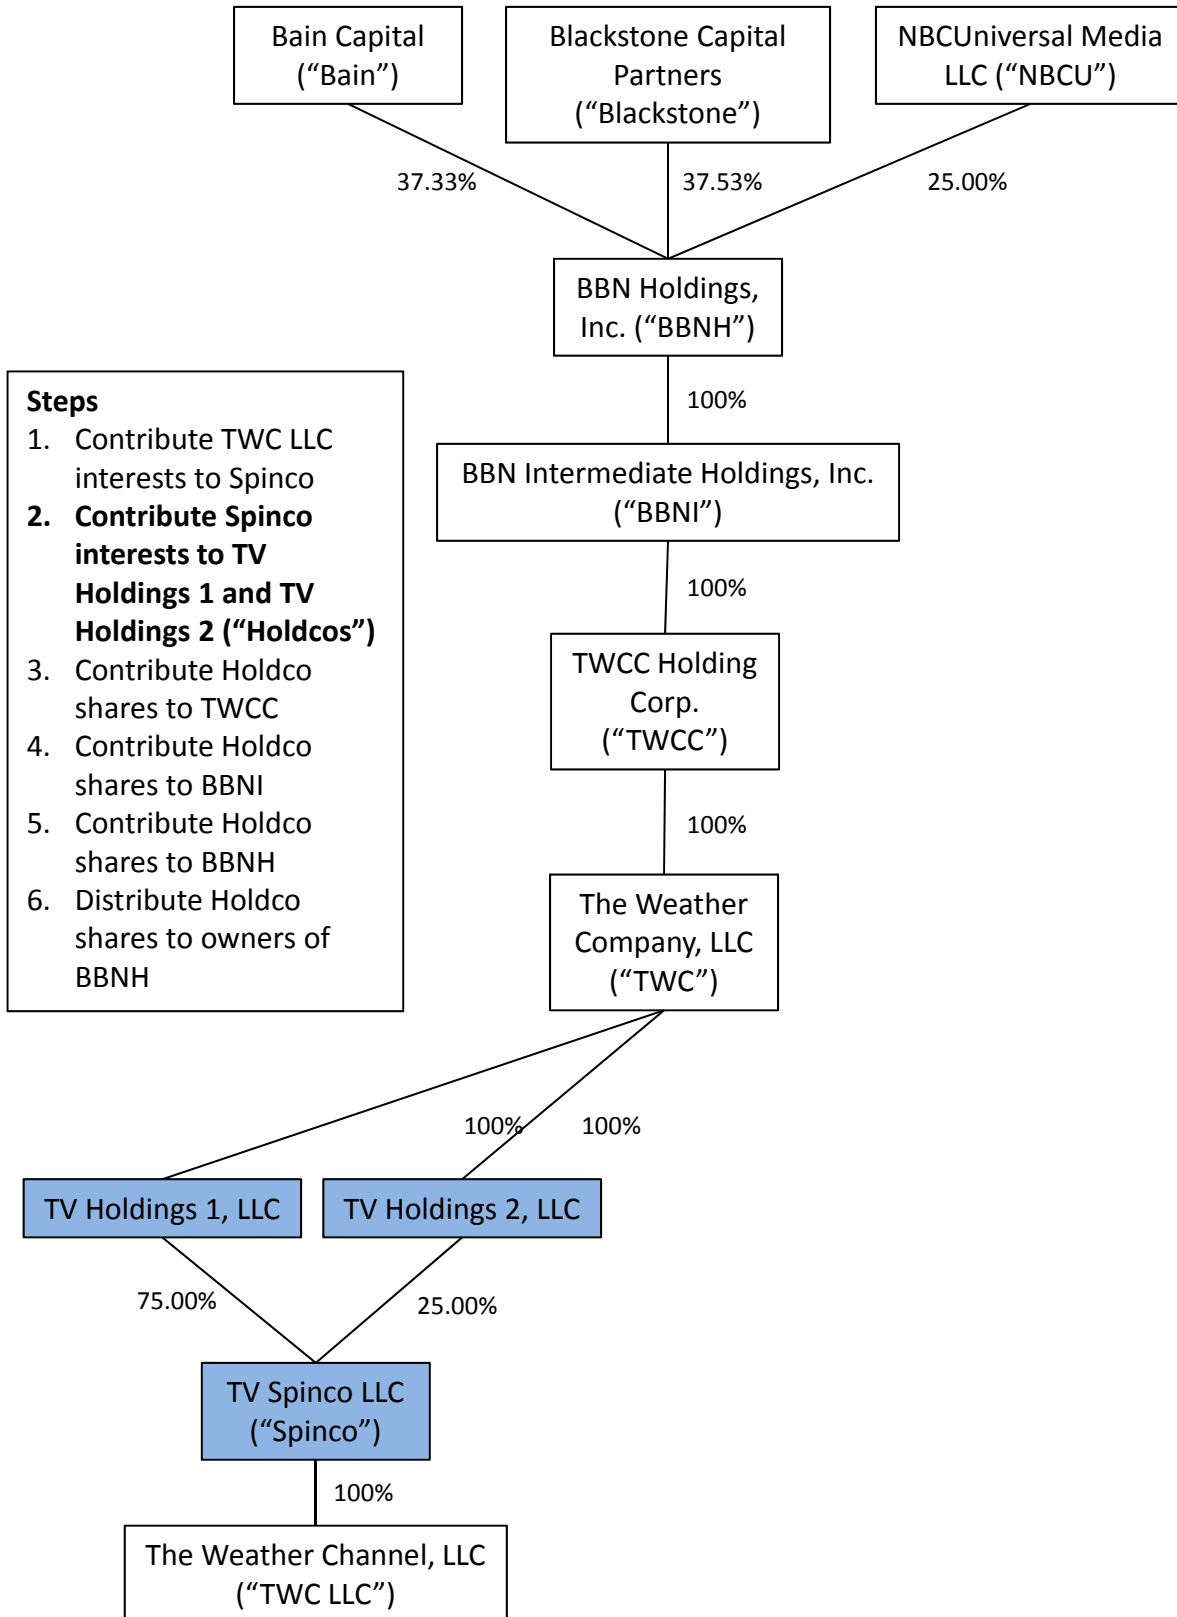 Bain Capital
(“Bain”)
Blackstone Capital
Partners
(“Blackstone”)
NBCUniversal Media
LLC (“NBCU”)
37.33%
37.53%
25.00%
BBN Holdings,
Inc. (“BBNH”)
100%
BBN Intermediate Holdings, Inc.
(“BBNI”)
100%
TWCC Holding
Corp.
(“TWCC”)
100%
The Weather
Company, LLC
(“TWC”)
Steps
1. Contribute TWC LLC
interests to Spinco
2. Contribute Spinco
interests to TV
Holdings 1 and TV
Holdings 2 (“Holdcos”)
3. Contribute Holdco
shares to TWCC
4. Contribute Holdco
shares to BBNI
5. Contribute Holdco
shares to BBNH
6. Distribute Holdco
shares to owners of
BBNH
100%
100%
TV Holdings 1, LLC
TV Holdings 2, LLC
75.00%
25.00%
TV Spinco LLC
(“Spinco”)
100%
The Weather Channel, LLC
(“TWC LLC”)